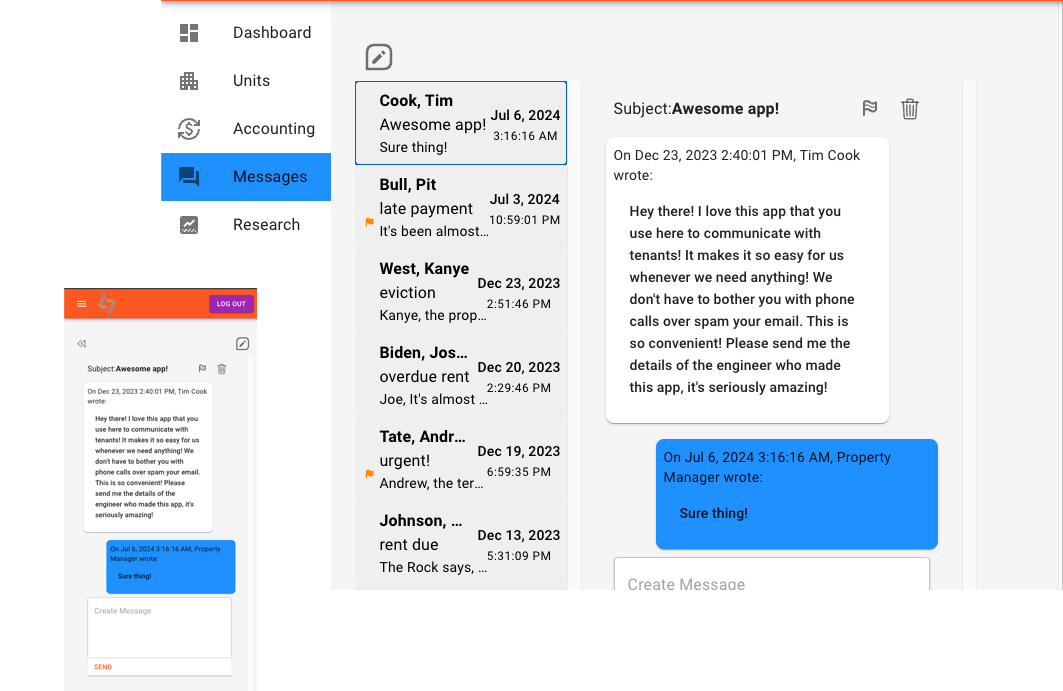 Dashboard
Units
Accounting
Messages
Research
Cook, Tim
Jul 6, 2024
Awesome app!
3:16:16 AM
Sure thing!
Bull, Pit
Jul 3, 2024
late payment
10:59:01 PM
It's been almost...
West, Kanye
Dec 23, 2023
eviction
2:51:46 PM
Kanye, the prop...
Biden, Jos...
Dec 20, 2023
overdue rent
2:29:46 PM
Joe, It's almost ...
Tate, Andr...
Dec 19, 2023
urgent!
6:59:35 PM
Andrew, the ter...
Johnson, ...
Dec 13, 2023
rent due
5:31:09 PM
The Rock says, ...
Subject:Awesome app!
On Dec 23, 2023 2:40:01 PM, Tim Cook
wrote:
Hey there! I love this app that you
use here to communicate with
tenants! It makes it so easy for us
whenever we need anything! We
don't have to bother you with phone
calls over spam your email. This is
so convenient! Please send me the
details of the engineer who made
this app, it's seriously amazing!
On Jul 6, 2024 3:16:16 AM, Property
Manager wrote:
Sure thing!
Create Message
LOG OUT
Subject:Awesome app!
On Dec 23, 2023 2:40:01 PM, Tim Cook
wrote:
Hey there! I love this app that you
use here to communicate with
tenants! It makes it so easy for us
whenever we need anything! We
don't have to bother you with
phone calls over spam your email.
This is so convenient! Please
send me the details of the
engineer who made this app, it's
seriously amazing!
On Jul 6, 2024 3:16:16 AM, Property
Manager wrote:
Sure thing!
Create Message
SEND